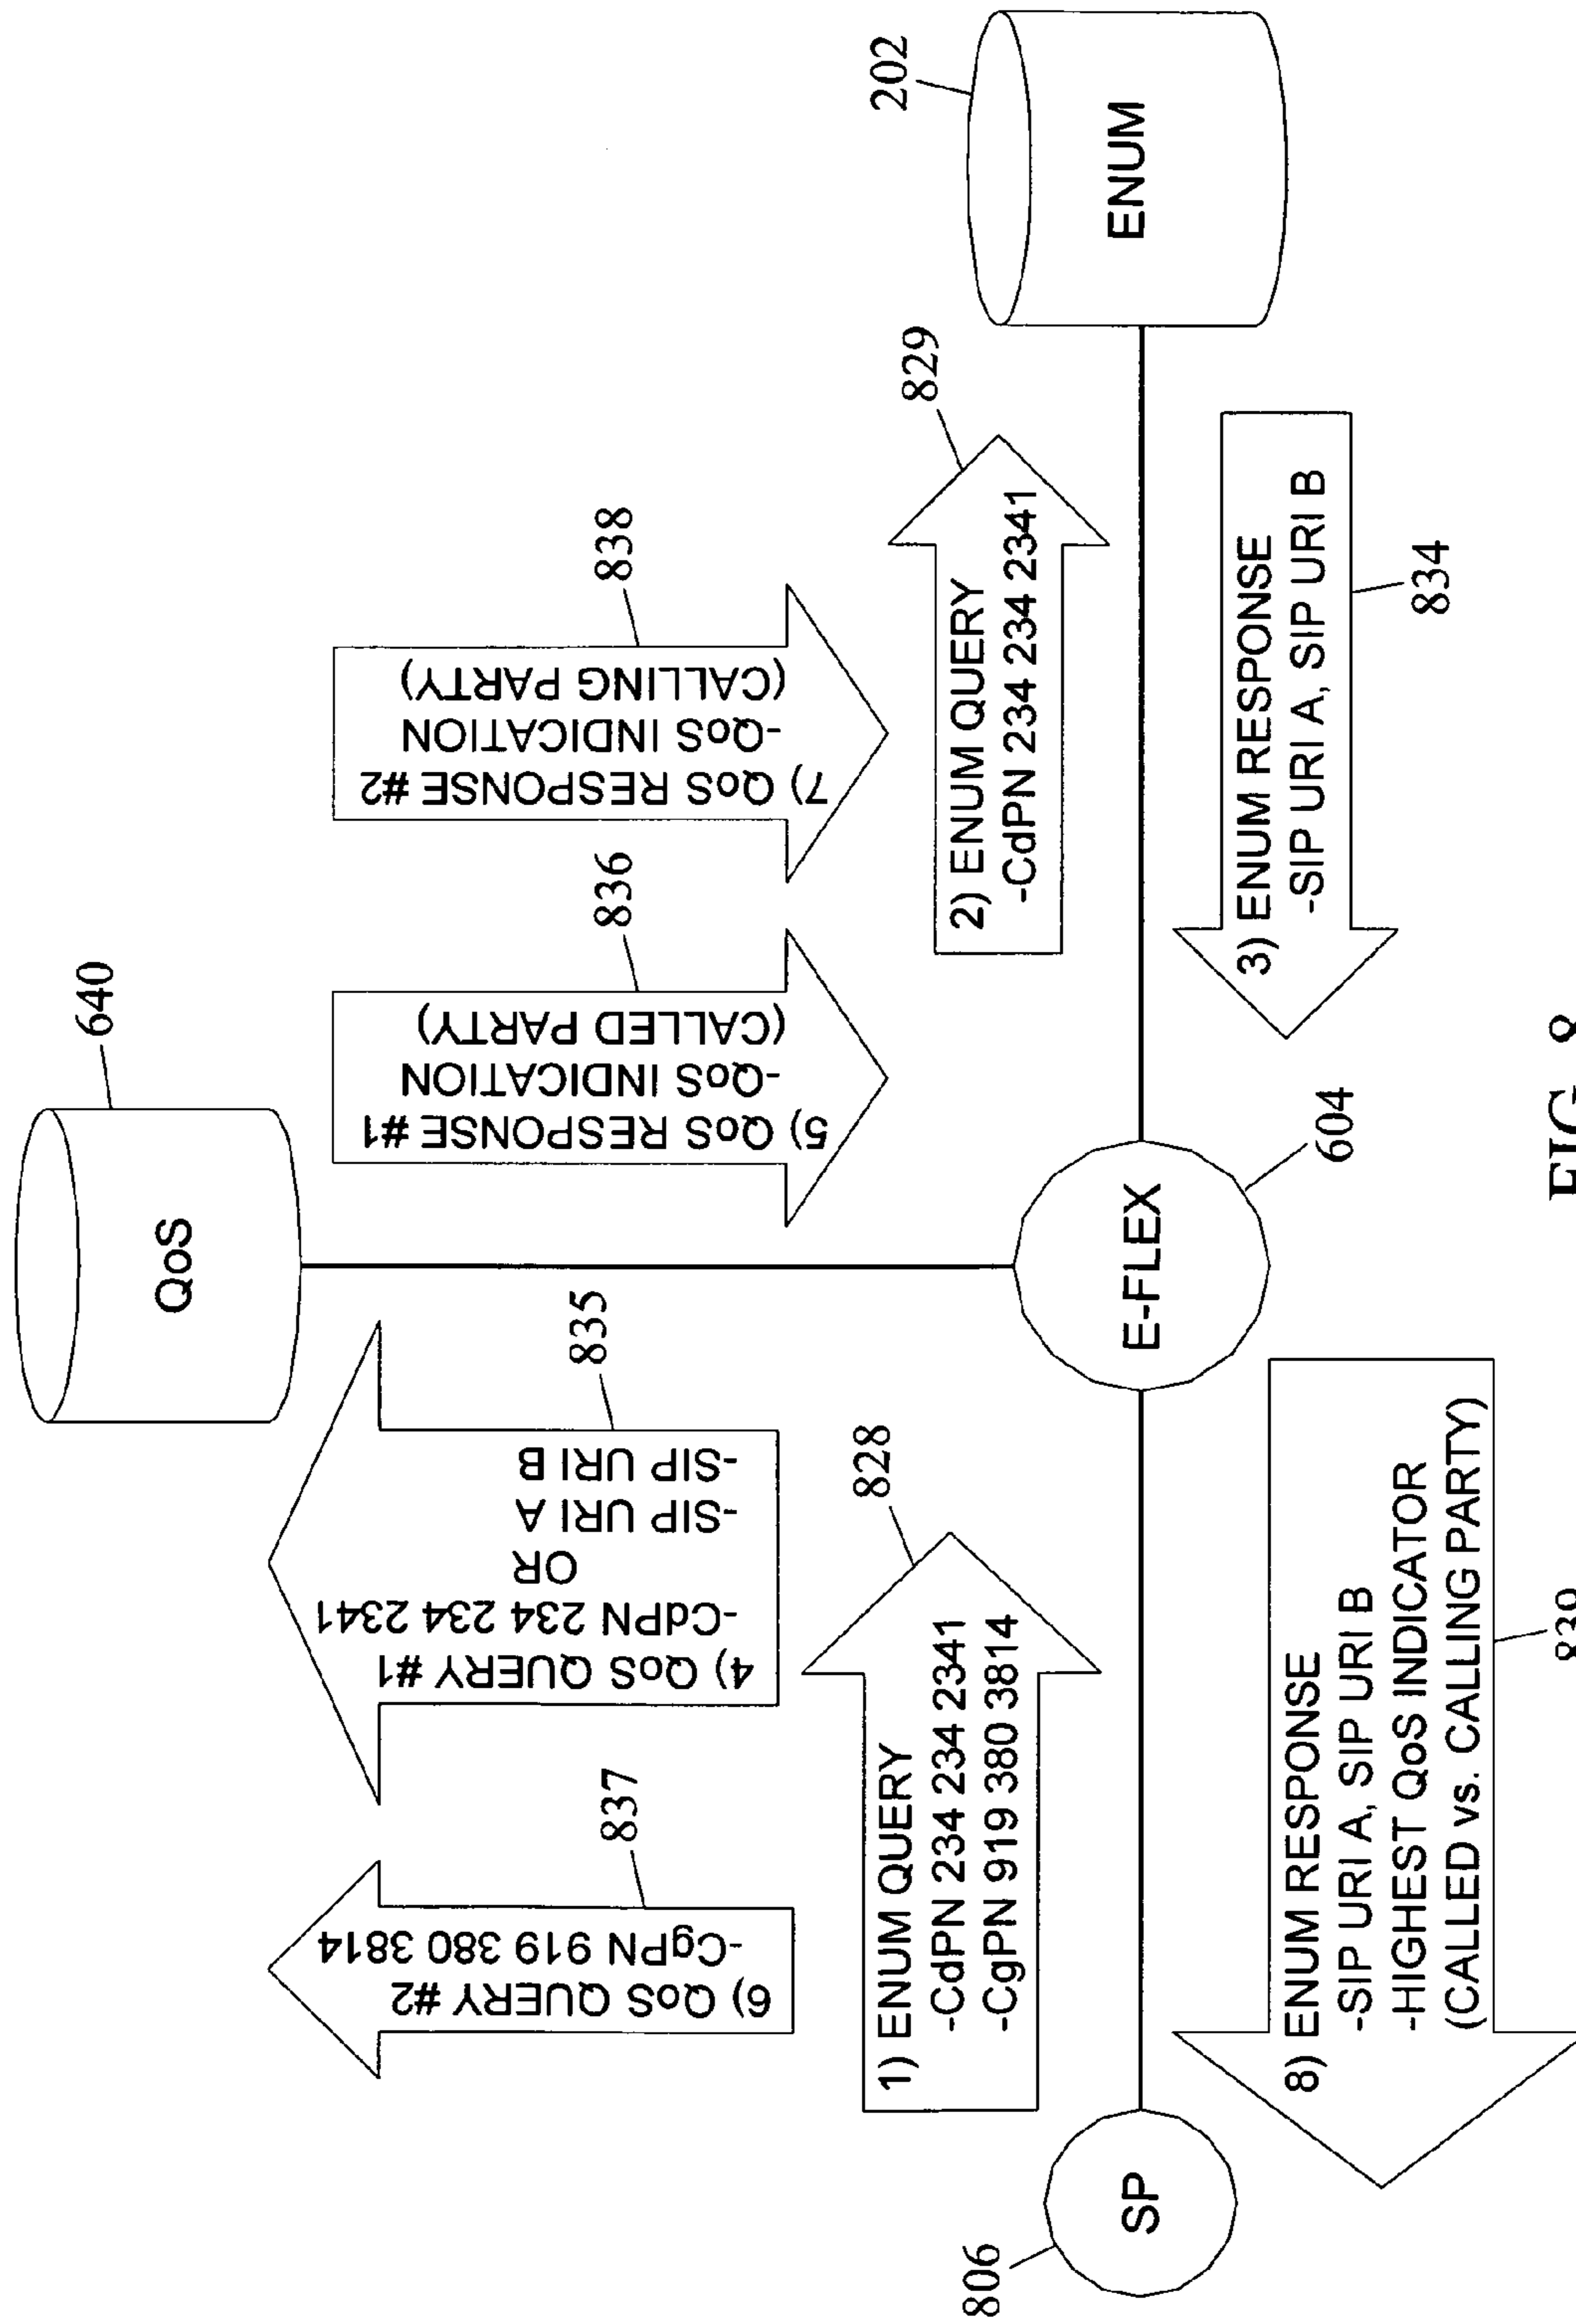 640
QoS
202
ENUM
6) QoS QUERY #2
-CgPN 919 380 3814
837
4) QoS QUERY #1
-CdPN 234 234 2341
OR
-SIP URI A
-SIP URI B
835
5) QoS RESPONSE #1
-QoS INDICATION
(CALLED PARTY)
836
7) QoS RESPONSE #2
-QoS INDICATION
(CALLING PARTY)
838
1) ENUM QUERY
-CdPN 234 234 2341
-CgPN 919 380 3814
828
2) ENUM QUERY
-CdPN 234 234 2341
829
806
SP
E-FLEX
604
3) ENUM RESPONSE
-SIP URI A, SIP URI B
834
8) ENUM RESPONSE
-SIP URI A, SIP URI B
-HIGHEST QoS INDICATOR
(CALLED vs. CALLING PARTY)
839
FIG. 8